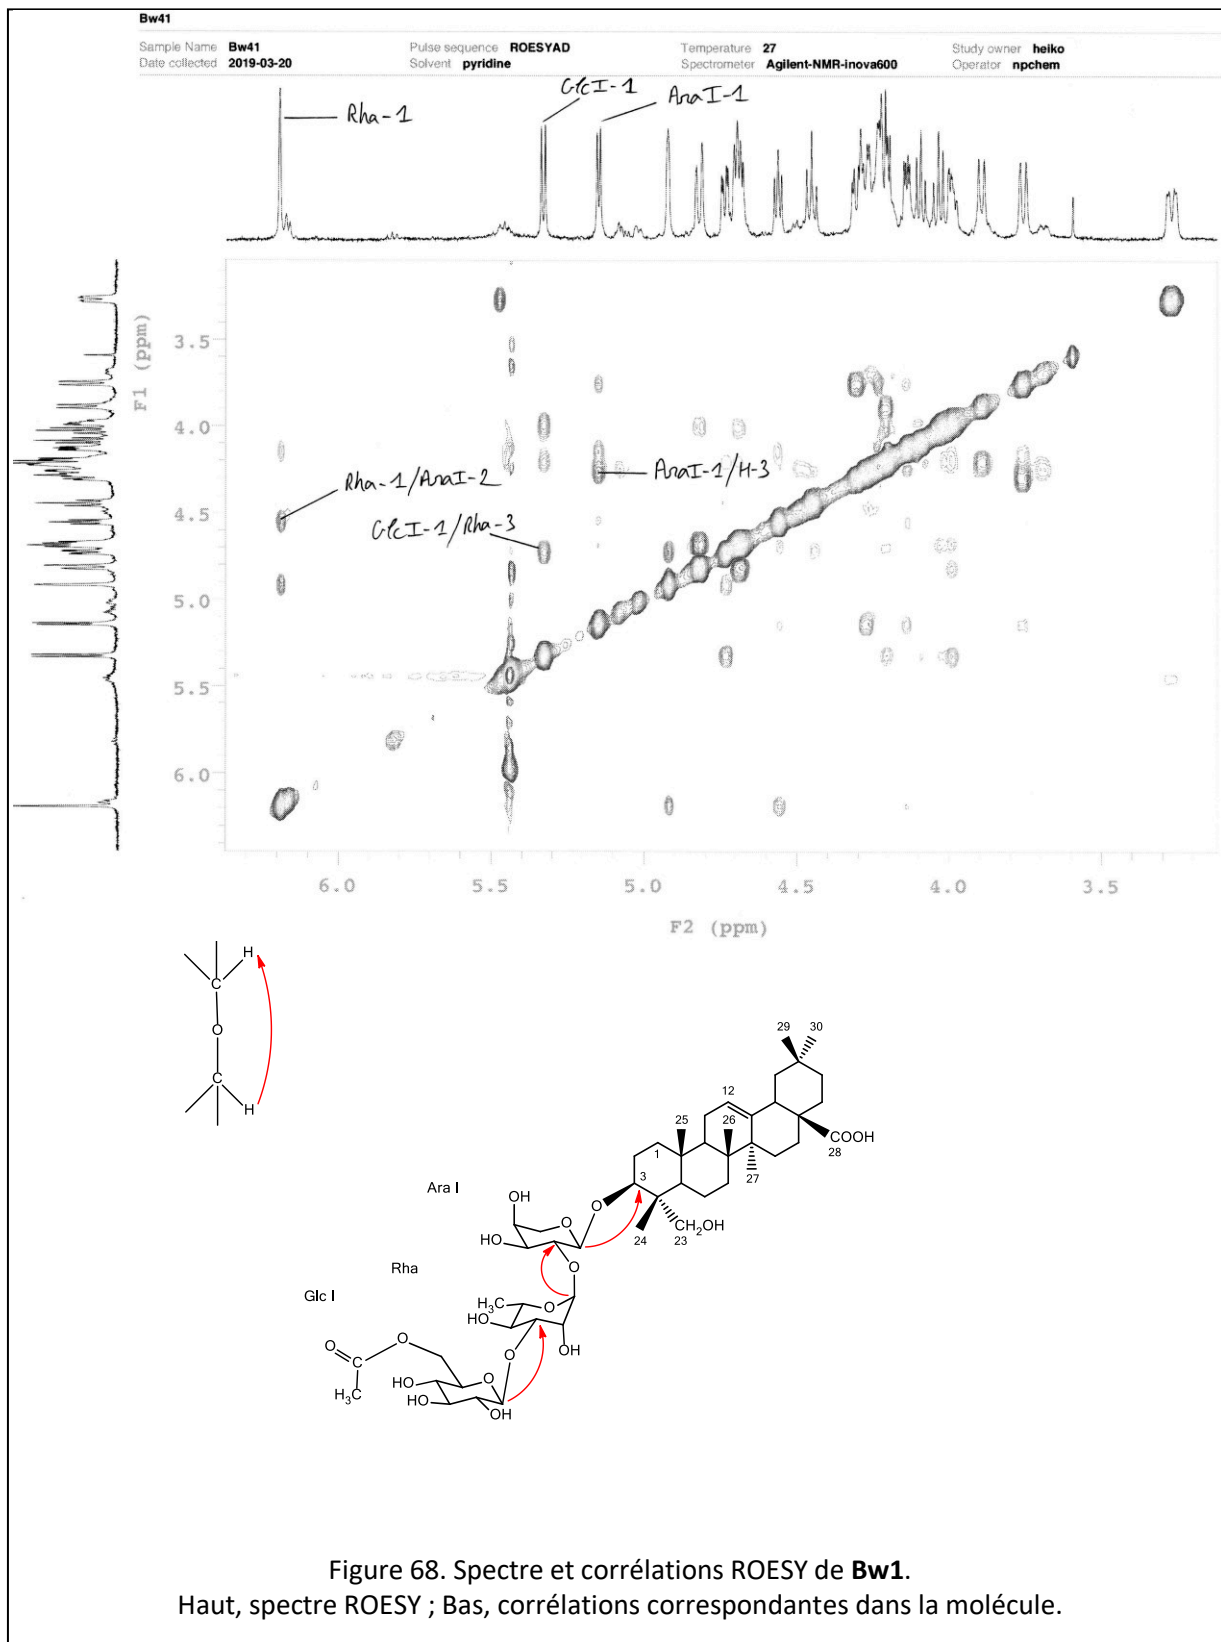 Bw41
Sample Name Bw41 Pulse sequence ROESYAD Temperature 27 Study owner heiko
Date collected 2019-03-20 Solvent pyridine Spectrometer Agilent-NMR-inova600 Operator npchem
Rha-1
GlcI-1
AraI-1
F1 (ppm)
3.5
4.0
4.5
5.0
5.5
6.0
Rha-1/AraI-2
GlcI-1/Rha-3
AraI-1/H-3
6.0 5.5 5.0 4.5 4.0 3.5
F2 (ppm)
H
C
O
C
H
29 30
12
25 26
COOH
28
1
3
27
O
CH2OH
24 23
Ara I
OH
O
HO
O
Rha
H3C
O
HO
OH
O
Glc I
O
O
C
H3C
O
HO
HO
OH
Figure 68. Spectre et corrélations ROESY de Bw1.
Haut, spectre ROESY ; Bas, corrélations correspondantes dans la molécule.